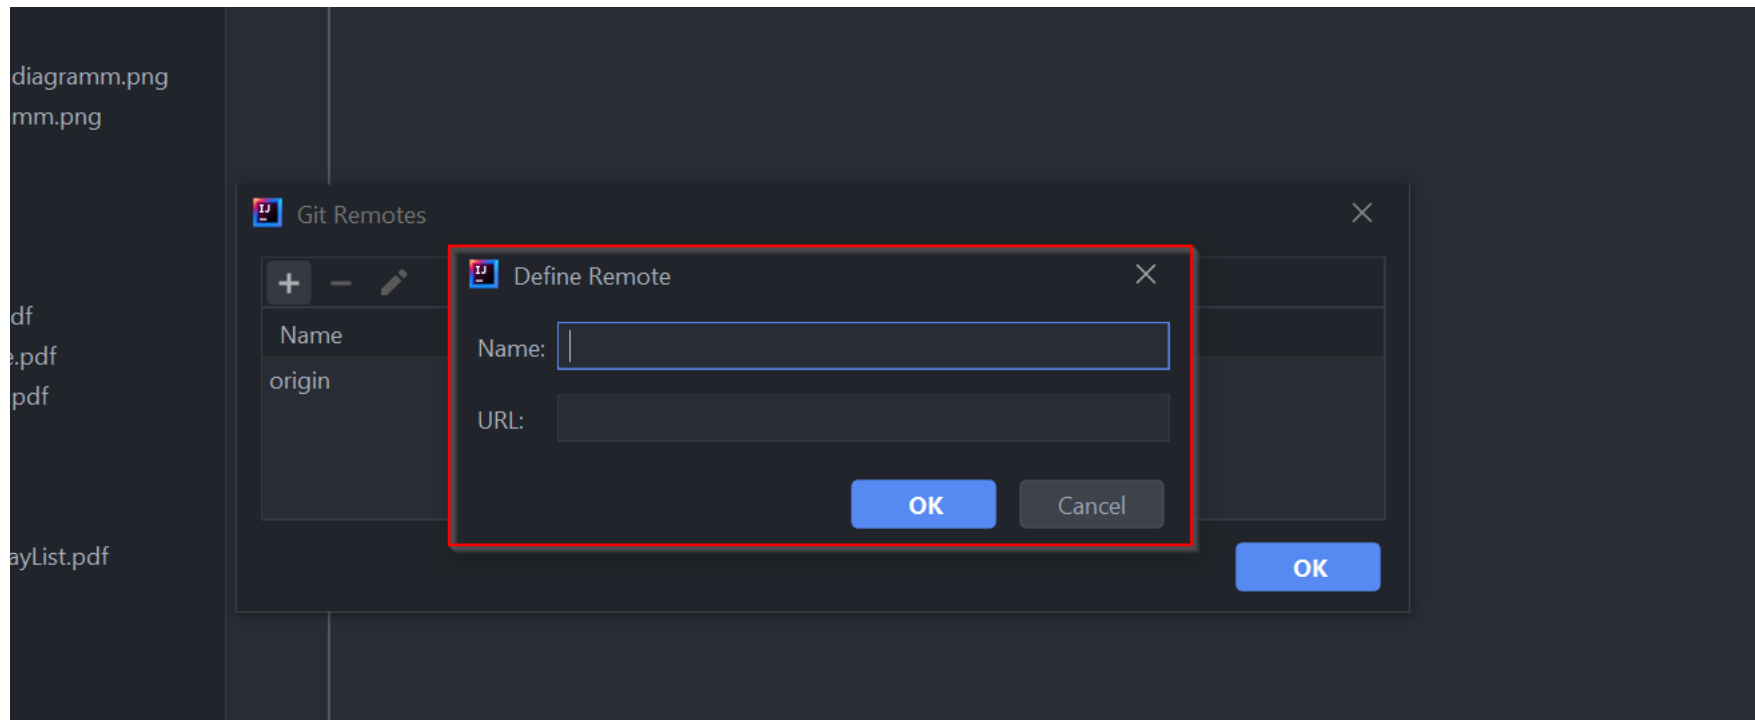 diagramm.png
mm.png
df
e.pdf
pdf
ayList.pdf
Git Remotes
Name
origin
Define Remote
Name:
URL:
OK
Cancel
OK